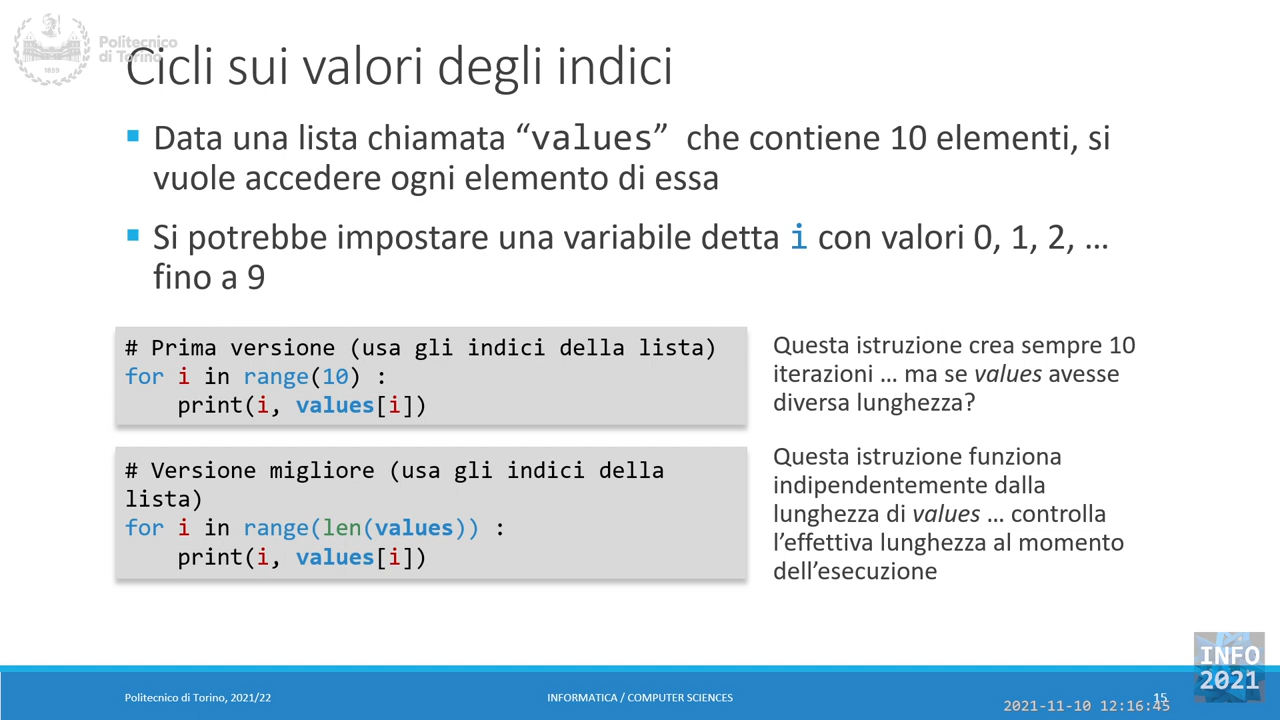 Politecnico
di Torino
1859
Cicli sui valori degli indici
Data una lista chiamata “values” che contiene 10 elementi, si
vuole accedere ogni elemento di essa
Si potrebbe impostare una variabile detta i con valori 0, 1, 2, …
fino a 9
# Prima versione (usa gli indici della lista)
for i in range(10) :
    print(i, values[i])
Questa istruzione crea sempre 10
iterazioni … ma se values avesse
diversa lunghezza?
# Versione migliore (usa gli indici della
lista)
for i in range(len(values)) :
    print(i, values[i])
Questa istruzione funziona
indipendentemente dalla
lunghezza di values … controlla
l’effettiva lunghezza al momento
dell’esecuzione
INFO
2021
Politecnico di Torino, 2021/22
INFORMATICA / COMPUTER SCIENCES
15
2021-11-10 12:16:45